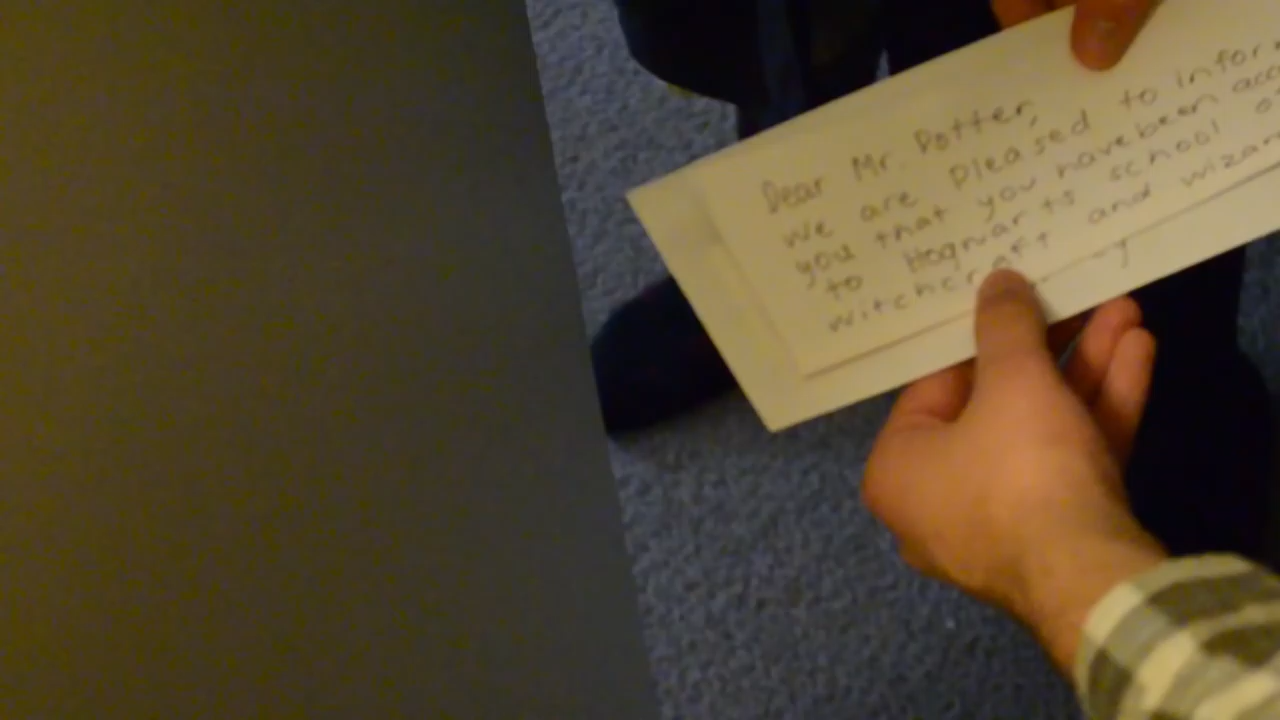 Dear Mr. Potter,
We are pleased to infor
you that you have been acc
to Hogwarts school o
witchcraft and wizar